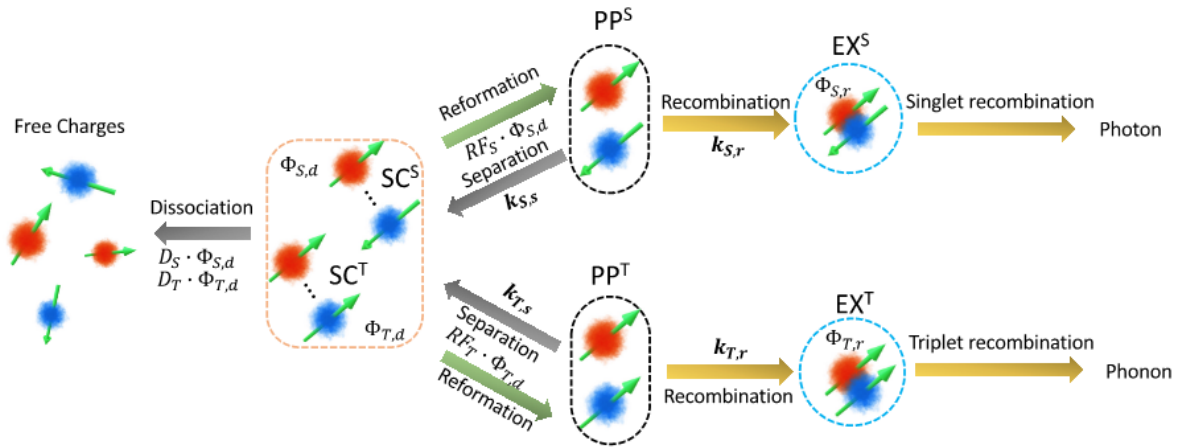 Free Charges
Dissociation
D_S · Φ_{S,d}
D_T · Φ_{T,d}
Φ_{S,d}
SC^S
SC^T
Φ_{T,d}
Reformation
RF_S · Φ_{S,d}
Separation
k_{S,s}
PP^S
Recombination
k_{S,r}
EX^S
Φ_{S,r}
Singlet recombination
Photon
k_{T,s}
Separation
RF_T · Φ_{T,d}
Reformation
PP^T
k_{T,r}
Recombination
EX^T
Φ_{T,r}
Triplet recombination
Phonon